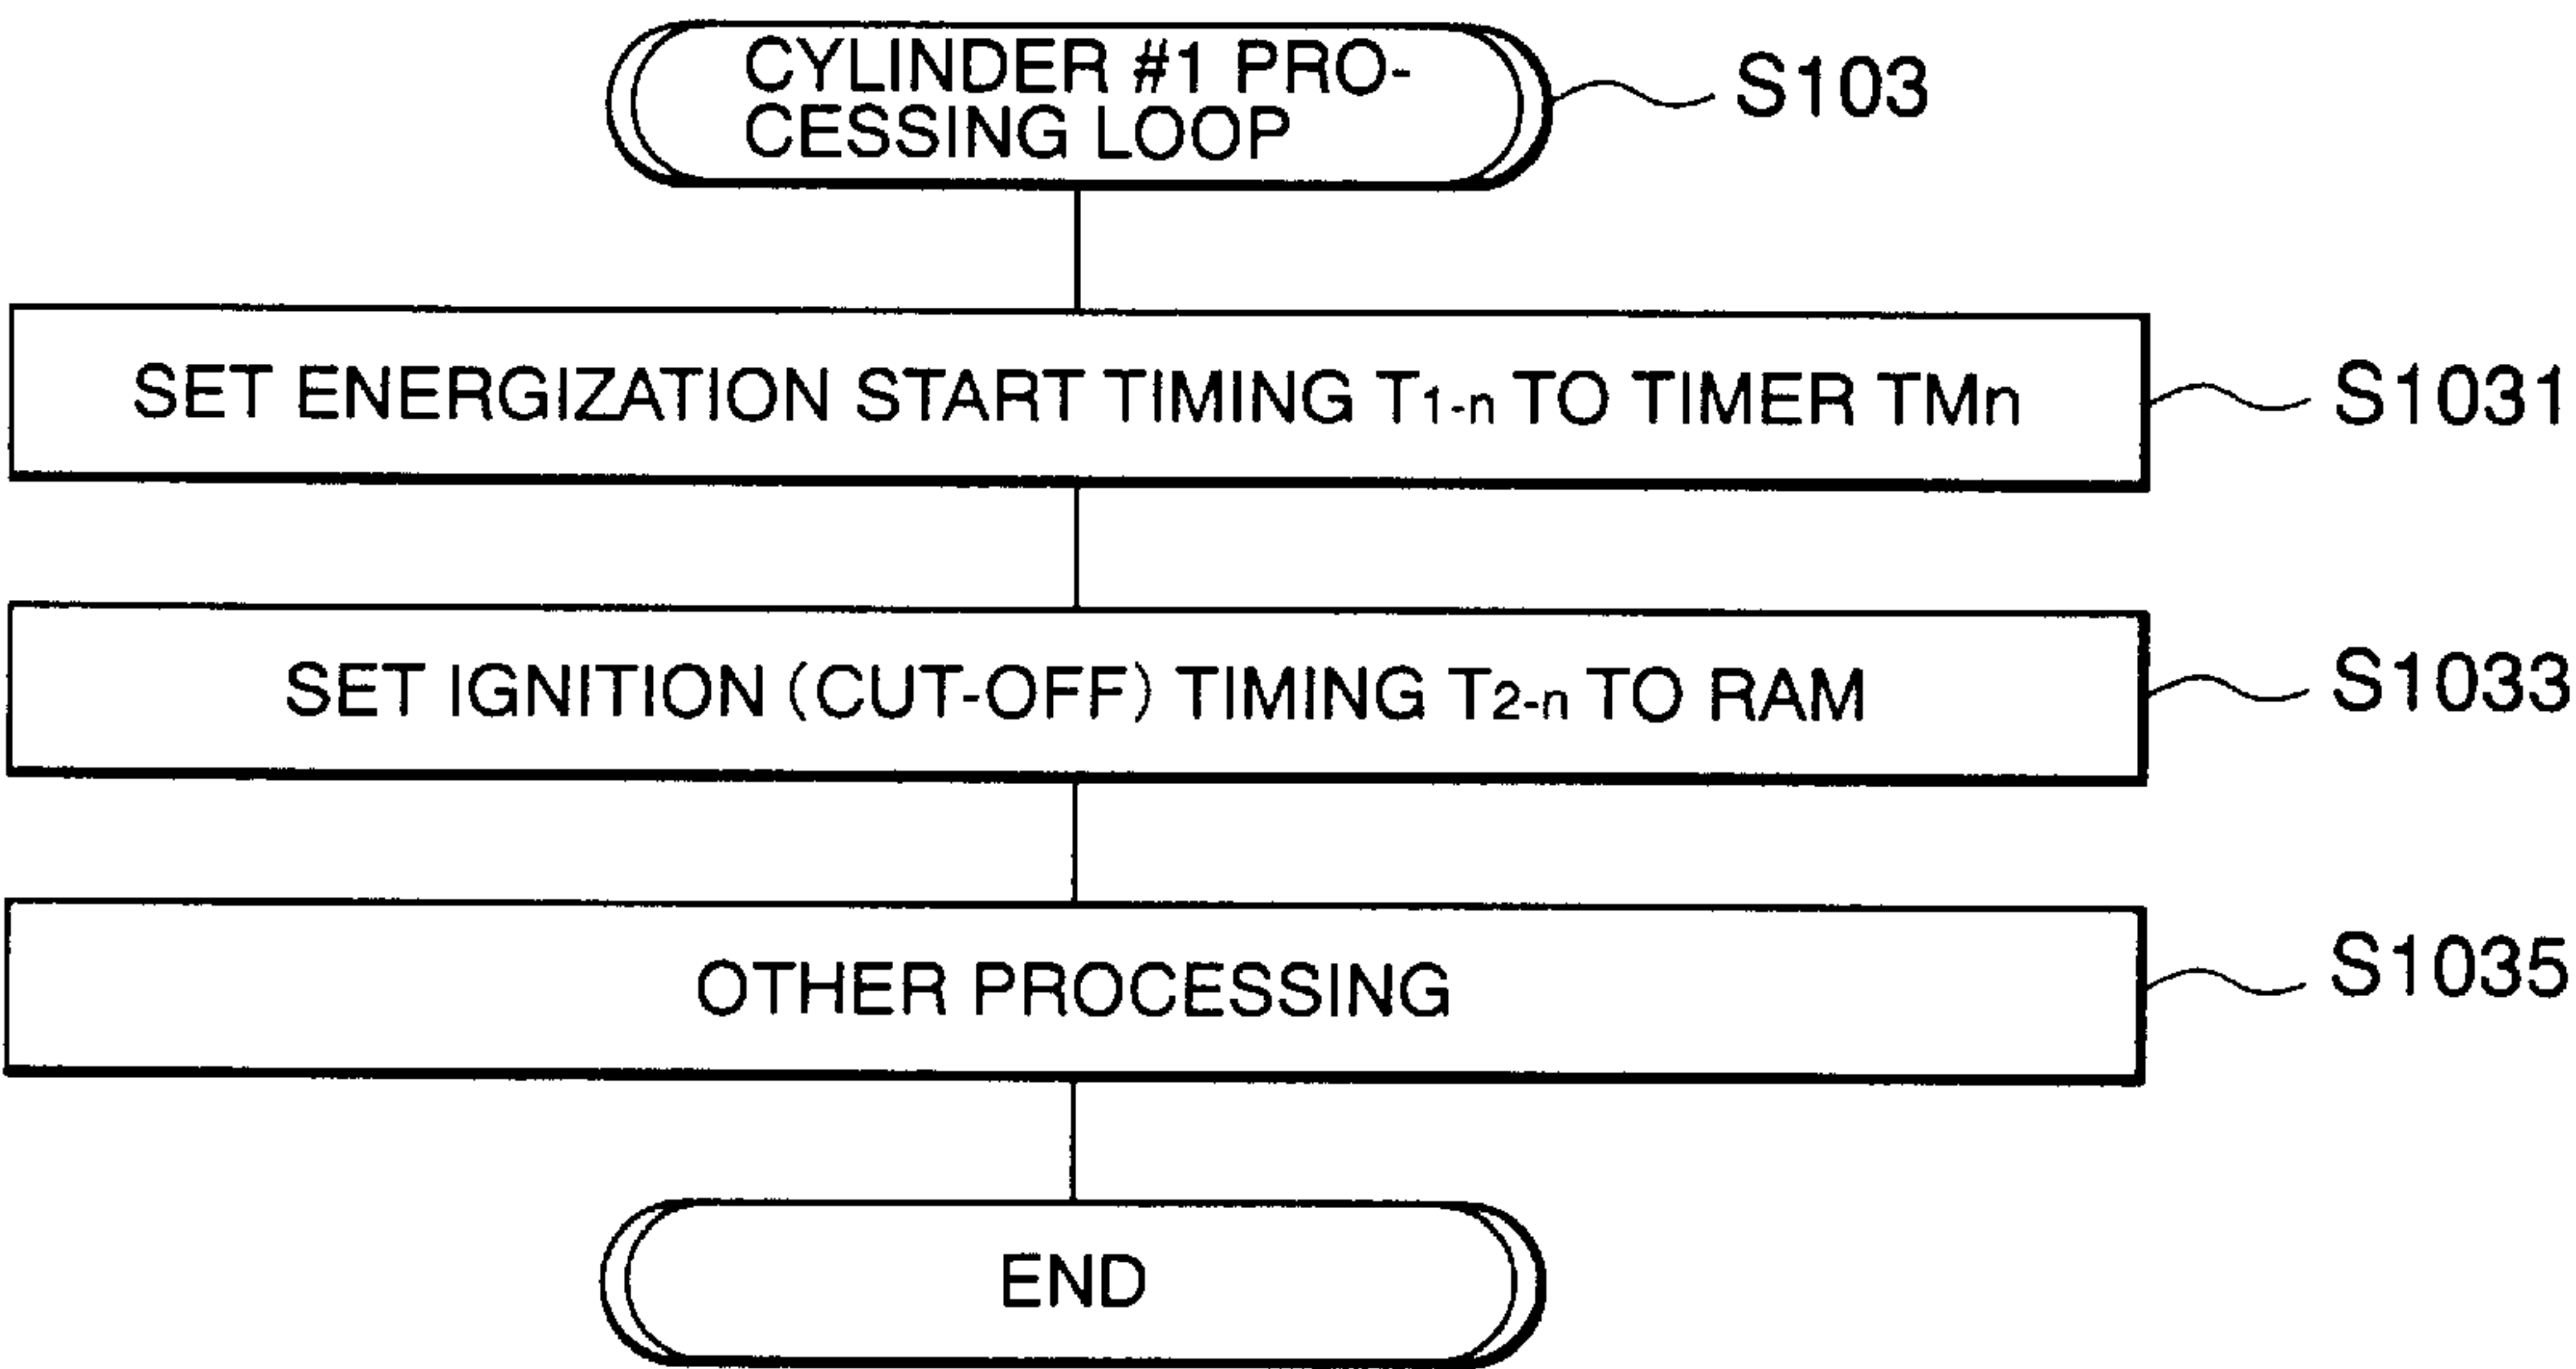 CYLINDER #1 PRO-
CESSING LOOP
S103
SET ENERGIZATION START TIMING T1-n TO TIMER TMn
S1031
SET IGNITION (CUT-OFF) TIMING T2-n TO RAM
S1033
OTHER PROCESSING
S1035
END